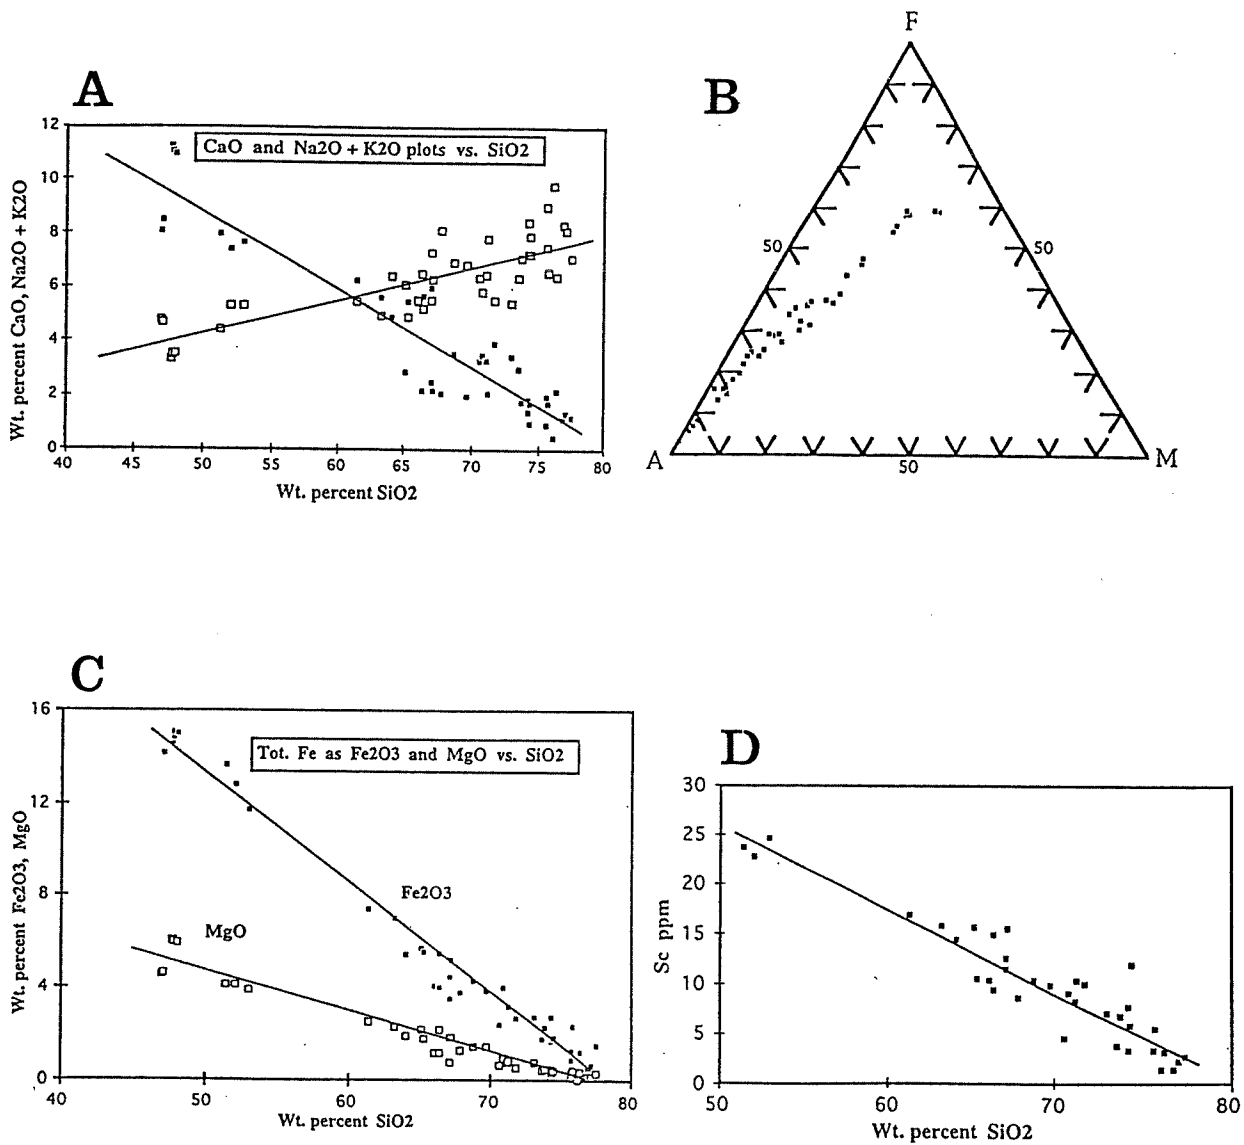 A
CaO and Na2O + K2O plots vs. SiO2
Wt. percent CaO, Na2O + K2O
12
10
8
6
4
2
0
40 45 50 55 60 65 70 75 80
Wt. percent SiO2
B
F
50
50
A
M
50
C
Tot. Fe as Fe2O3 and MgO vs. SiO2
Wt. percent Fe2O3, MgO
16
12
8
4
0
Fe2O3
MgO
40 50 60 70 80
Wt. percent SiO2
D
Sc ppm
30
25
20
15
10
5
0
50 60 70 80
Wt. percent SiO2